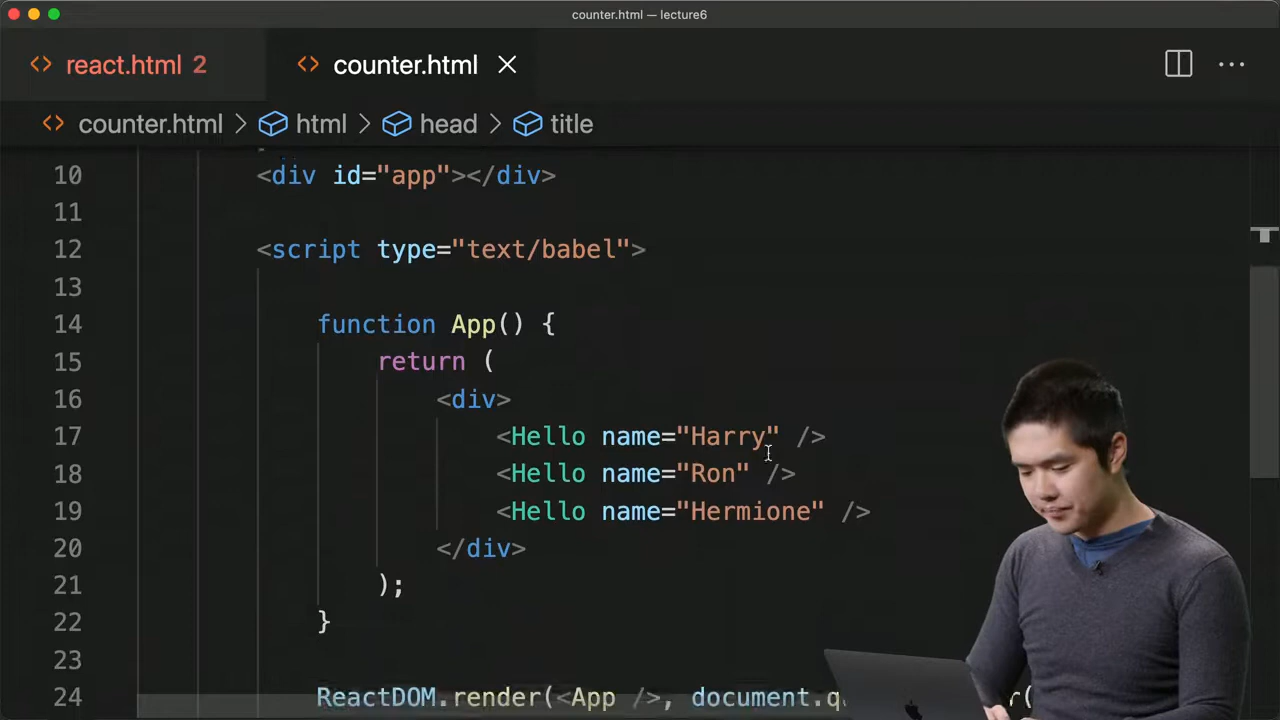 counter.html — lecture6
react.html 2
counter.html
counter.html > html > head > title
10 <div id="app"></div>
11
12 <script type="text/babel">
13
14 function App() {
15 return (
16 <div>
17 <Hello name="Harry" />
18 <Hello name="Ron" />
19 <Hello name="Hermione" />
20 </div>
21 );
22 }
23
24 ReactDOM.render(<App />, document.